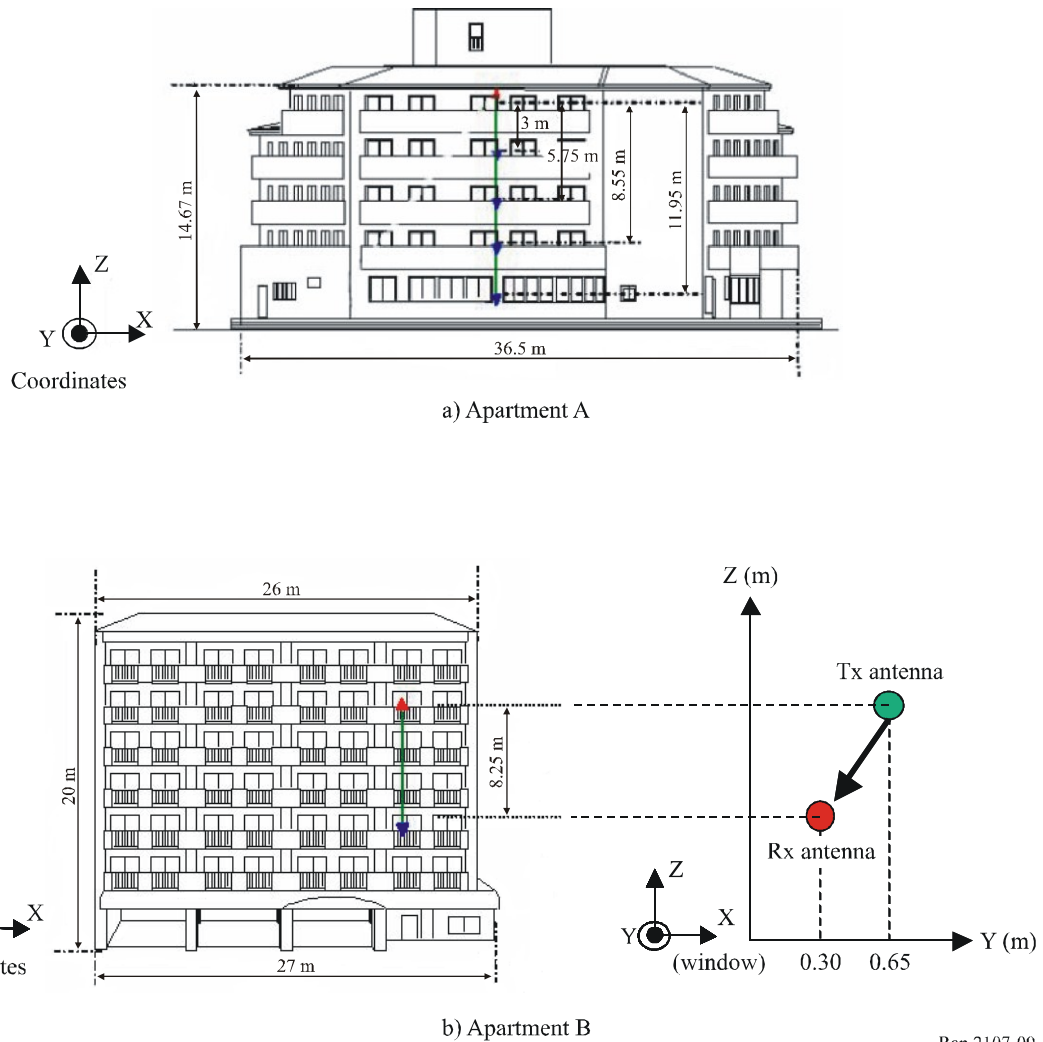 3 m
5.75 m
8.55 m
11.95 m
14.67 m
Z
Y
X
Coordinates
36.5 m
a) Apartment A
26 m
20 m
8.25 m
X
tes
27 m
Z (m)
Tx antenna
Rx antenna
Z
Y
X
(window)
0.30
0.65
Y (m)
b) Apartment B